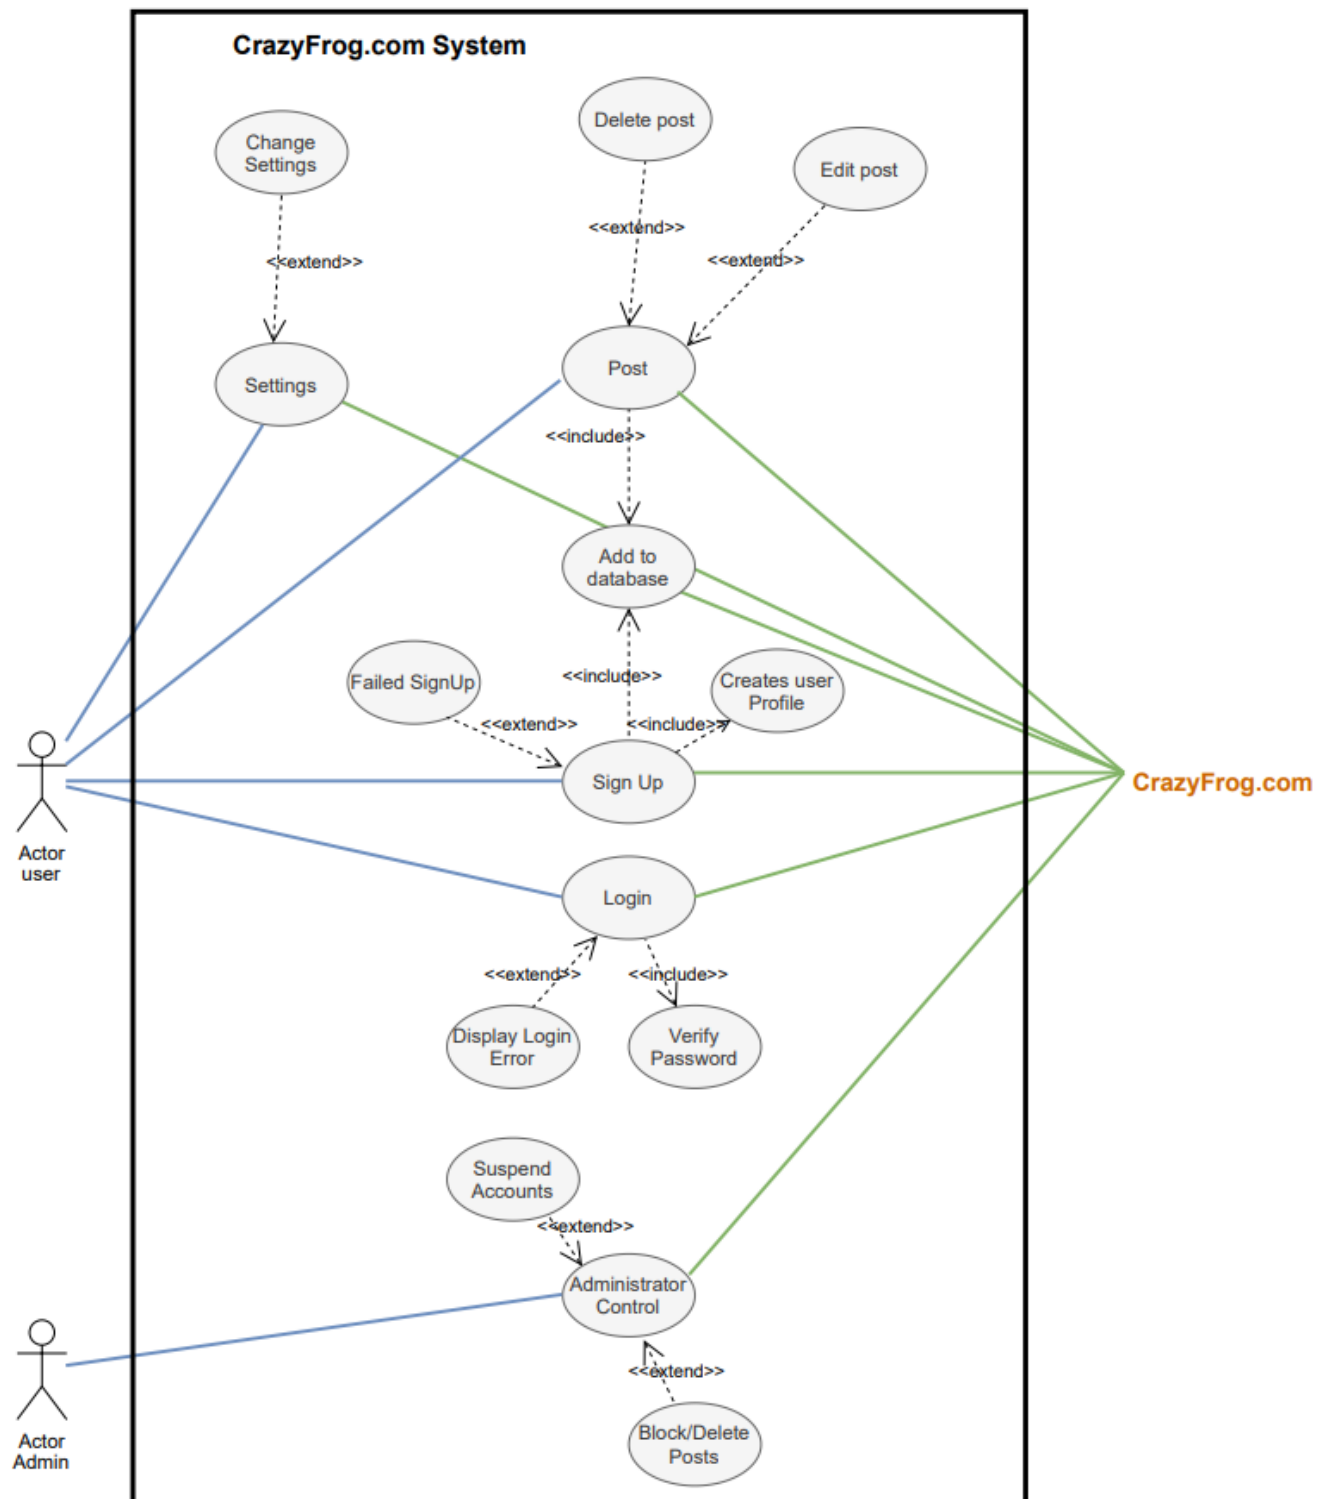 CrazyFrog.com System
Delete post
Change
Settings
Edit post
<<extend>>
<<extend>>
<<extend>>
Post
Settings
<<include>>
Add to
database
Failed SignUp
<<include>>
Creates user
Profile
<<extend>>
<<include>>
Sign Up
CrazyFrog.com
Actor
user
Login
<<extend>>
<<include>>
Display Login
Error
Verify
Password
Suspend
Accounts
<<extend>>
Administrator
Control
<<extend>>
Block/Delete
Posts
Actor
Admin